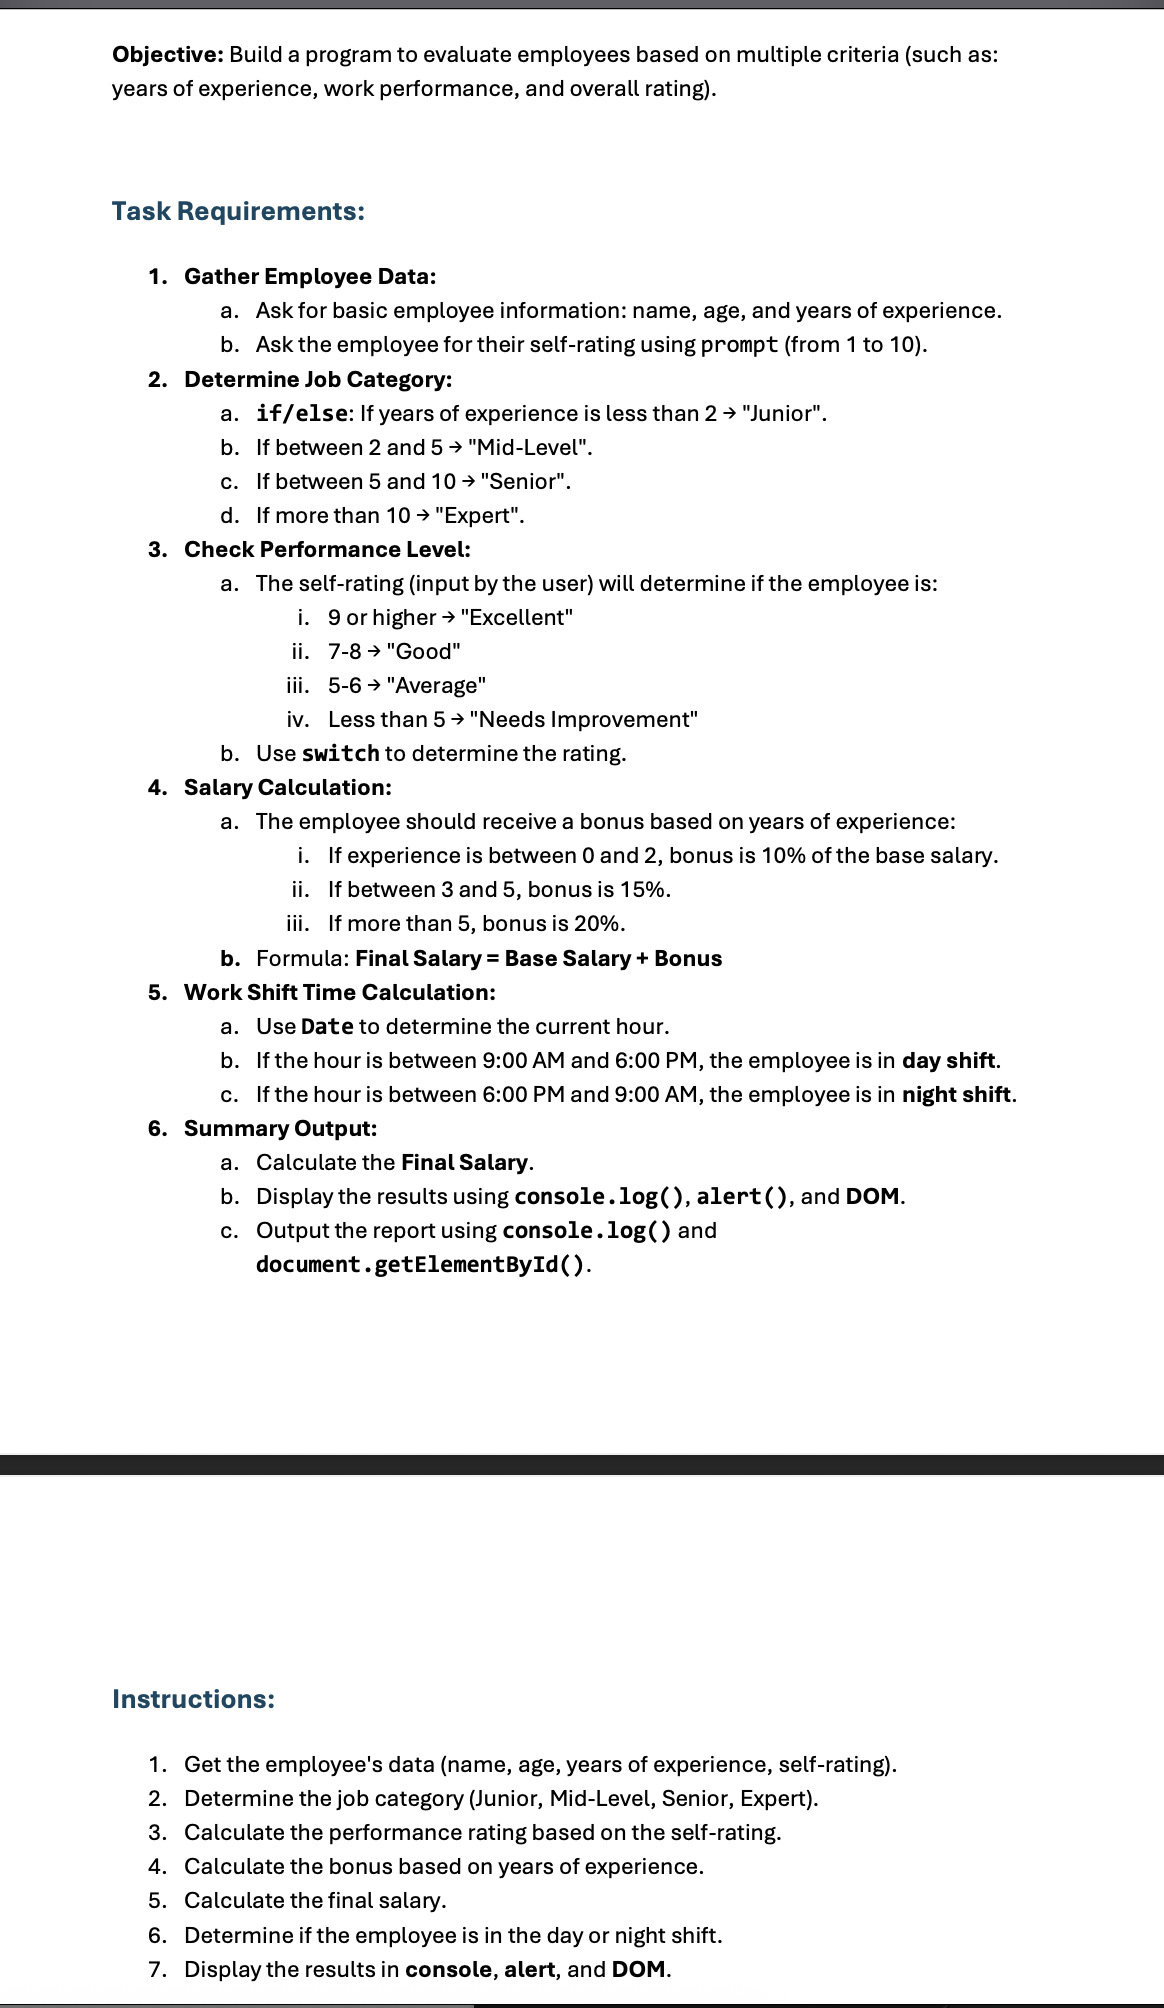 Objective: Build a program to evaluate employees based on multiple criteria (such as:
years of experience, work performance, and overall rating).
Task Requirements:
1. Gather Employee Data:
a. Ask for basic employee information: name, age, and years of experience.
b. Ask the employee for their self-rating using prompt (from 1 to 10).
2. Determine Job Category:
a. if/else: If years of experience is less than 2 → "Junior".
b. If between 2 and 5 → "Mid-Level".
c. If between 5 and 10 → "Senior".
d. If more than 10 → "Expert".
3. Check Performance Level:
a. The self-rating (input by the user) will determine if the employee is:
i. 9 or higher → "Excellent"
ii. 7-8 → "Good"
iii. 5-6 → "Average"
iv. Less than 5 → "Needs Improvement"
b. Use switch to determine the rating.
4. Salary Calculation:
a. The employee should receive a bonus based on years of experience:
i. If experience is between 0 and 2, bonus is 10% of the base salary.
ii. If between 3 and 5, bonus is 15%.
iii. If more than 5, bonus is 20%.
b. Formula: Final Salary = Base Salary + Bonus
5. Work Shift Time Calculation:
a. Use Date to determine the current hour.
b. If the hour is between 9:00 AM and 6:00 PM, the employee is in day shift.
c. If the hour is between 6:00 PM and 9:00 AM, the employee is in night shift.
6. Summary Output:
a. Calculate the Final Salary.
b. Display the results using console.log(), alert(), and DOM.
c. Output the report using console.log() and
document.getElementById().
Instructions:
1. Get the employee's data (name, age, years of experience, self-rating).
2. Determine the job category (Junior, Mid-Level, Senior, Expert).
3. Calculate the performance rating based on the self-rating.
4. Calculate the bonus based on years of experience.
5. Calculate the final salary.
6. Determine if the employee is in the day or night shift.
7. Display the results in console, alert, and DOM.